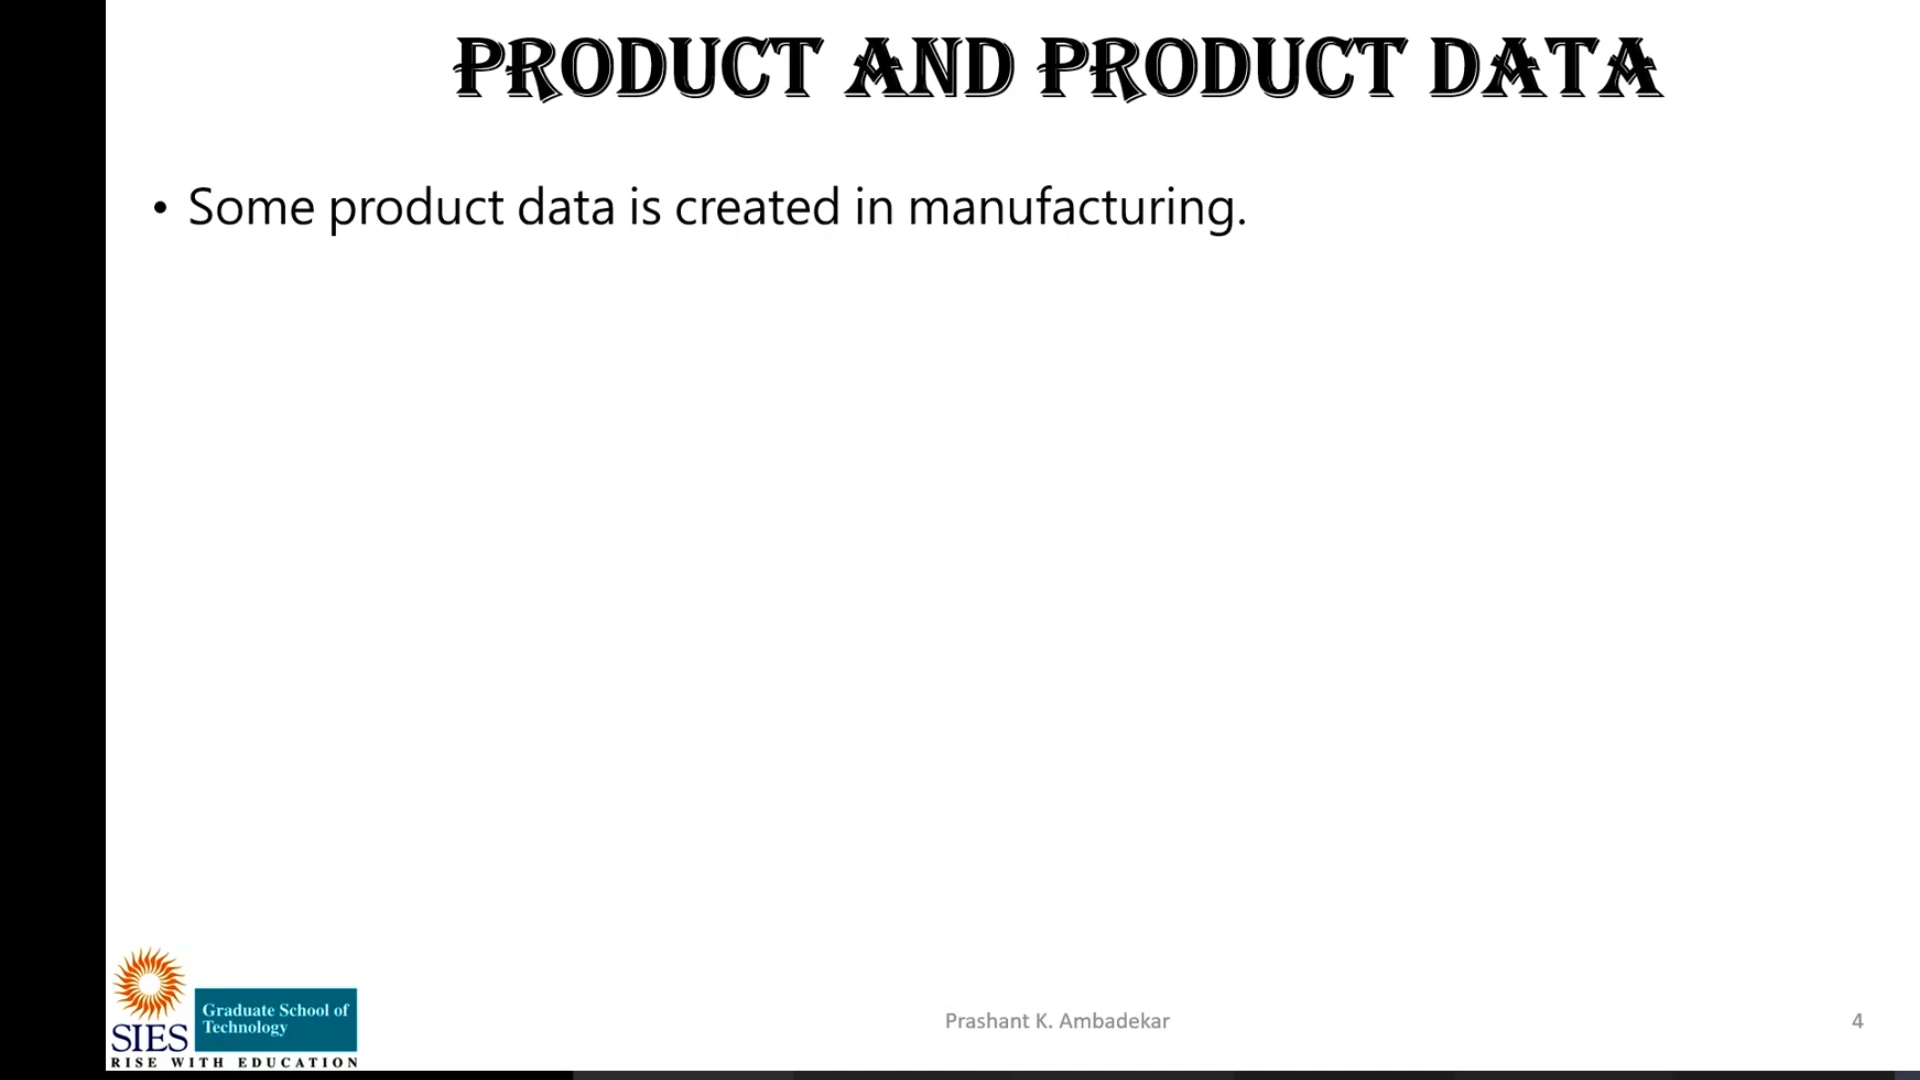 PRODUCT AND PRODUCT DATA
• Some product data is created in manufacturing.
Graduate School of
Technology
SIES
RISE WITH EDUCATION
Prashant K. Ambadekar
4